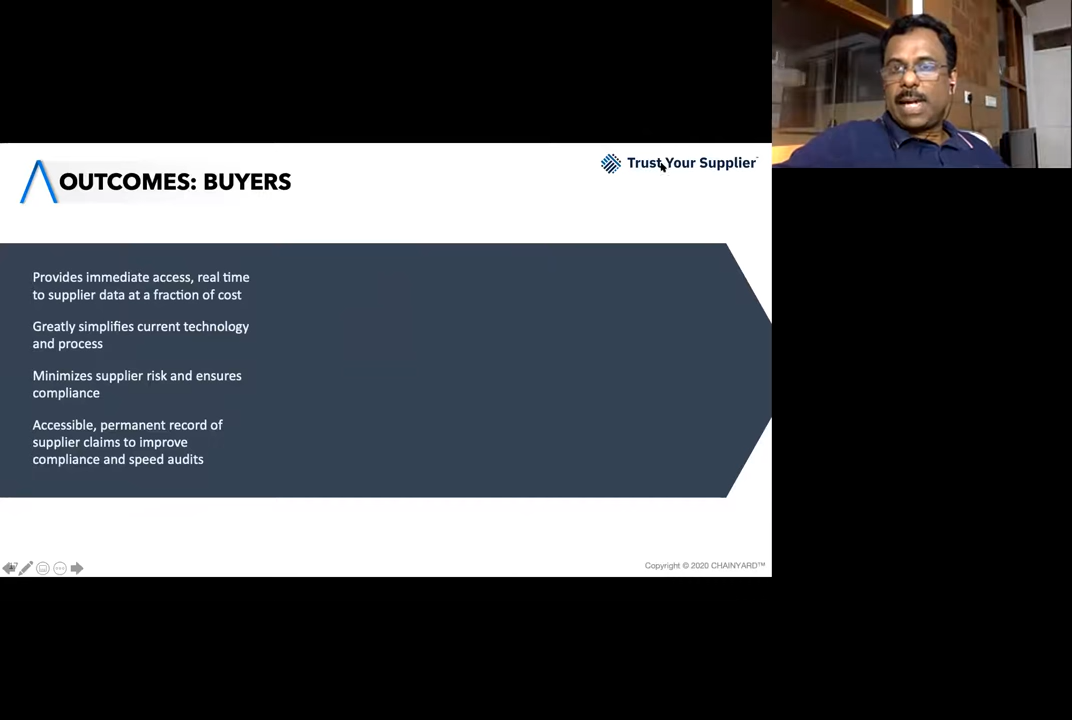 Trust Your Supplier
OUTCOMES: BUYERS
Provides immediate access, real time
to supplier data at a fraction of cost
Greatly simplifies current technology
and process
Minimizes supplier risk and ensures
compliance
Accessible, permanent record of
supplier claims to improve
compliance and speed audits
Copyright © 2020 CHAINYARD™